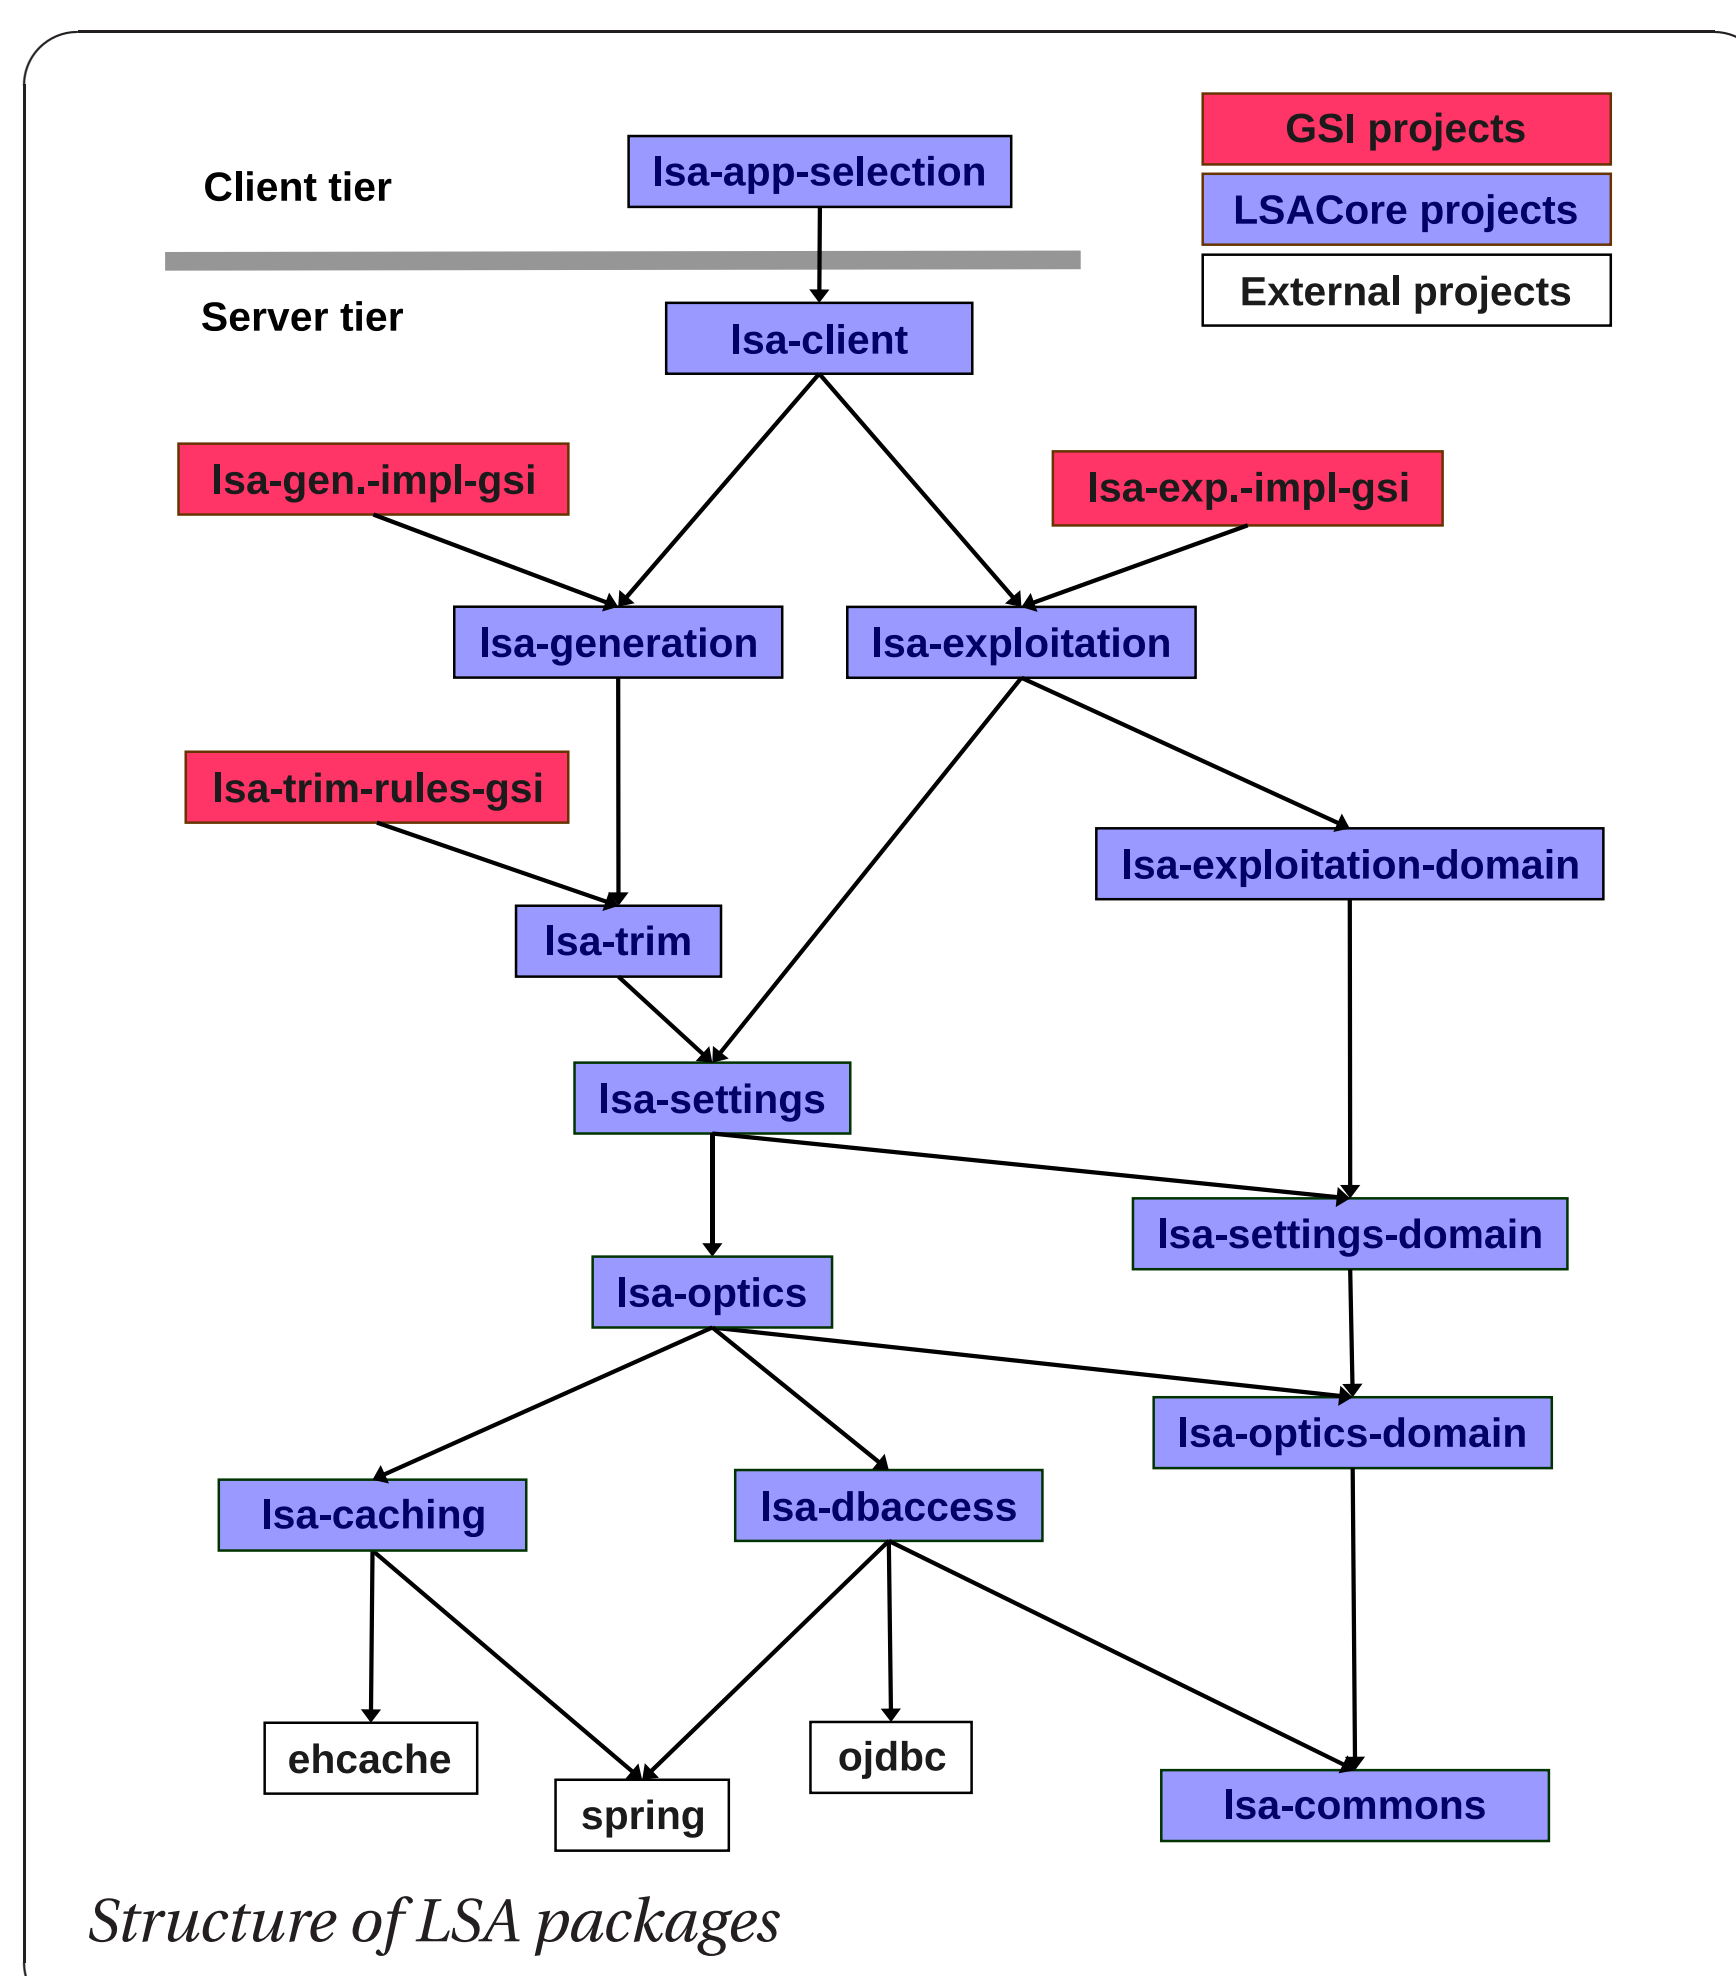 GSI projects
lsa-app-selection
Client tier
LSACore projects
External projects
Server tier
lsa-client
lsa-gen.-impl-gsi
lsa-exp.-impl-gsi
lsa-generation
lsa-exploitation
lsa-trim-rules-gsi
lsa-exploitation-domain
lsa-trim
lsa-settings
lsa-settings-domain
lsa-optics
lsa-optics-domain
lsa-caching
lsa-dbaccess
ehcache
ojdbc
spring
lsa-commons
Structure of LSA packages